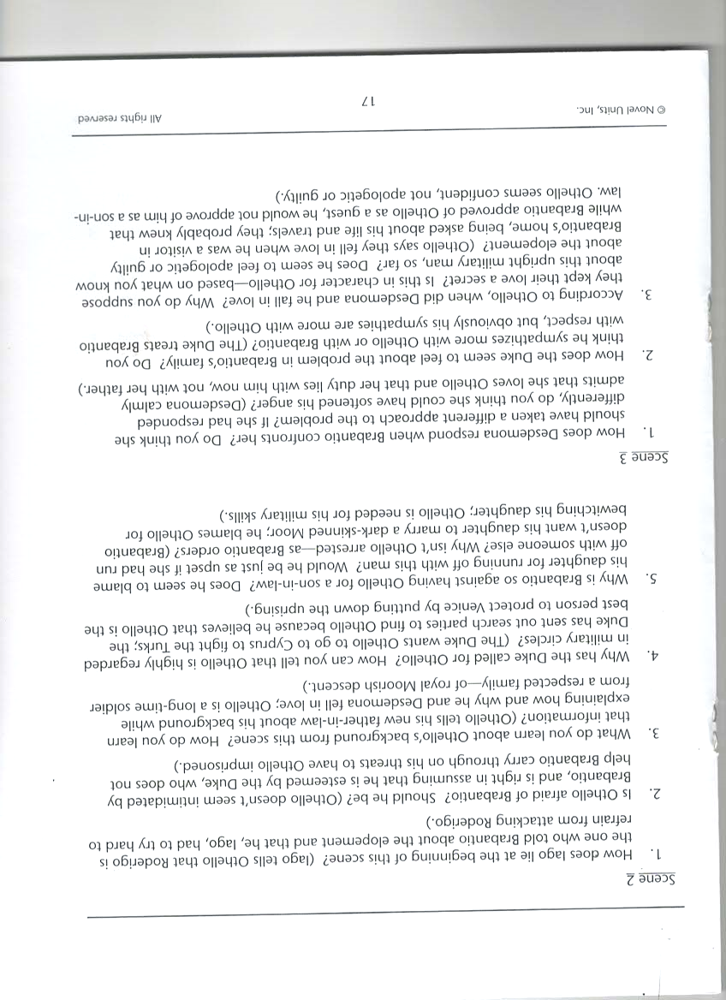 Scene 2
1. How does Iago lie at the beginning of this scene? (Iago tells Othello that Roderigo is
the one who told Brabantio about the elopement and that he, Iago, had to try hard to
refrain from attacking Roderigo.)
2. Is Othello afraid of Brabantio? Should he be? (Othello doesn't seem intimidated by
Brabantio, and is right in assuming that he is esteemed by the Duke, who does not
help Brabantio carry through on his threats to have Othello imprisoned.)
3. What do you learn about Othello's background from this scene? How do you learn
that information? (Othello tells his new father-in-law about his background while
explaining how and why he and Desdemona fell in love; Othello is a long-time soldier
from a respected family—of royal Moorish descent.)
4. Why has the Duke called for Othello? How can you tell that Othello is highly regarded
in military circles? (The Duke wants Othello to go to Cyprus to fight the Turks; the
Duke has sent out search parties to find Othello because he believes that Othello is the
best person to protect Venice by putting down the uprising.)
5. Why is Brabantio so against having Othello for a son-in-law? Does he seem to blame
his daughter for running off with this man? Would he be just as upset if she had run
off with someone else? Why isn't Othello arrested—as Brabantio orders? (Brabantio
doesn't want his daughter to marry a dark-skinned Moor; he blames Othello for
bewitching his daughter; Othello is needed for his military skills.)
Scene 3
1. How does Desdemona respond when Brabantio confronts her? Do you think she
should have taken a different approach to the problem? If she had responded
differently, do you think she could have softened his anger? (Desdemona calmly
admits that she loves Othello and that her duty lies with him now, not with her father.)
2. How does the Duke seem to feel about the problem in Brabantio's family? Do you
think he sympathizes more with Othello or with Brabantio? (The Duke treats Brabantio
with respect, but obviously his sympathies are more with Othello.)
3. According to Othello, when did Desdemona and he fall in love? Why do you suppose
they kept their love a secret? Is this in character for Othello—based on what you know
about this upright military man, so far? Does he seem to feel apologetic or guilty
about the elopement? (Othello says they fell in love when he was a visitor in
Brabantio's home, being asked about his life and travels; they probably knew that
while Brabantio approved of Othello as a guest, he would not approve of him as a son-in-
law. Othello seems confident, not apologetic or guilty.)
© Novel Units, Inc.
17
All rights reserved